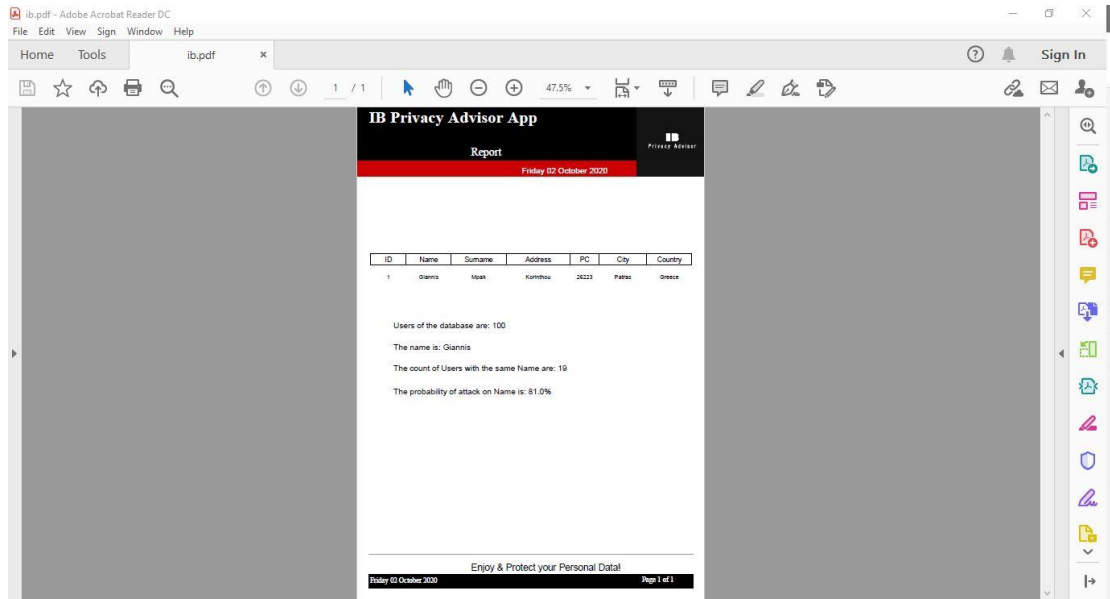 ib.pdf - Adobe Acrobat Reader DC
File Edit View Sign Window Help
Home Tools ib.pdf × Sign In
1 / 1 47.5%
IB Privacy Advisor App
IB
Privacy Advisor
Report
Friday 02 October 2020
ID Name Surname Address PC City Country
1 Giannis Mpak Korinthou 26223 Patras Greece
Users of the database are: 100
The name is: Giannis
The count of Users with the same Name are: 19
The probability of attack on Name is: 81.0%
Enjoy & Protect your Personal Data!
Friday 02 October 2020 Page 1 of 1